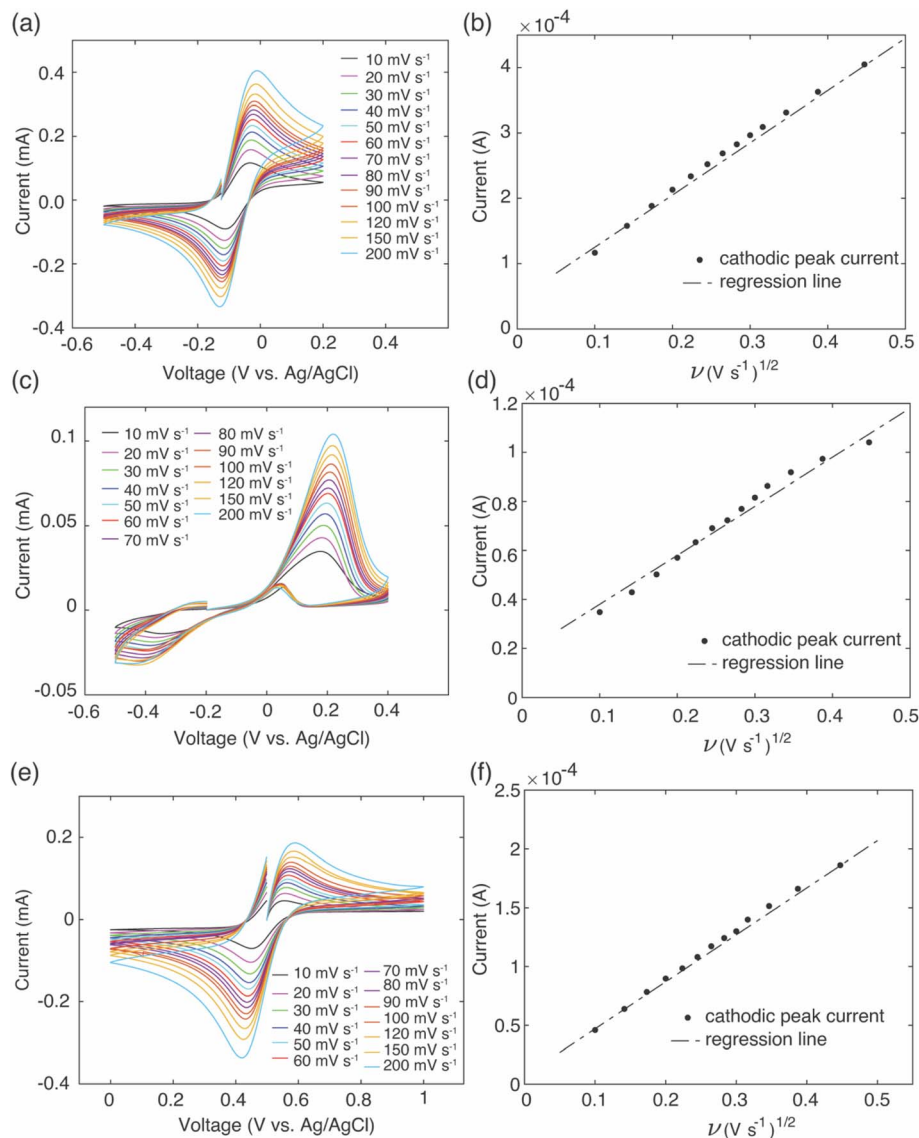 (a)
Current (mA)
0.4
0.2
0.0
-0.2
-0.4
-0.6 -0.4 -0.2 0 0.2
Voltage (V vs. Ag/AgCl)
10 mV s-1
20 mV s-1
30 mV s-1
40 mV s-1
50 mV s-1
60 mV s-1
70 mV s-1
80 mV s-1
90 mV s-1
100 mV s-1
120 mV s-1
150 mV s-1
200 mV s-1
(b)
×10-4
Current (A)
6
4
2
0
0 0.1 0.2 0.3 0.4 0.5
ν(V s-1)1/2
cathodic peak current
regression line
(c)
Current (mA)
0.1
0.05
0
-0.05
-0.6 -0.4 -0.2 0 0.2 0.4
Voltage (V vs. Ag/AgCl)
10 mV s-1
20 mV s-1
30 mV s-1
40 mV s-1
50 mV s-1
60 mV s-1
70 mV s-1
80 mV s-1
90 mV s-1
100 mV s-1
120 mV s-1
150 mV s-1
200 mV s-1
(d)
×10-4
Current (A)
1.2
1
0.8
0.6
0.4
0.2
0
0.1 0.2 0.3 0.4 0.5
ν(V s-1)1/2
cathodic peak current
regression line
(e)
Current (mA)
0.2
0
-0.2
-0.4
0 0.2 0.4 0.6 0.8 1
Voltage (V vs. Ag/AgCl)
10 mV s-1
20 mV s-1
30 mV s-1
40 mV s-1
50 mV s-1
60 mV s-1
70 mV s-1
80 mV s-1
90 mV s-1
100 mV s-1
120 mV s-1
150 mV s-1
200 mV s-1
(f)
×10-4
Current (A)
2.5
2
1.5
1
0.5
0
0 0.1 0.2 0.3 0.4 0.5
ν(V s-1)1/2
cathodic peak current
regression line